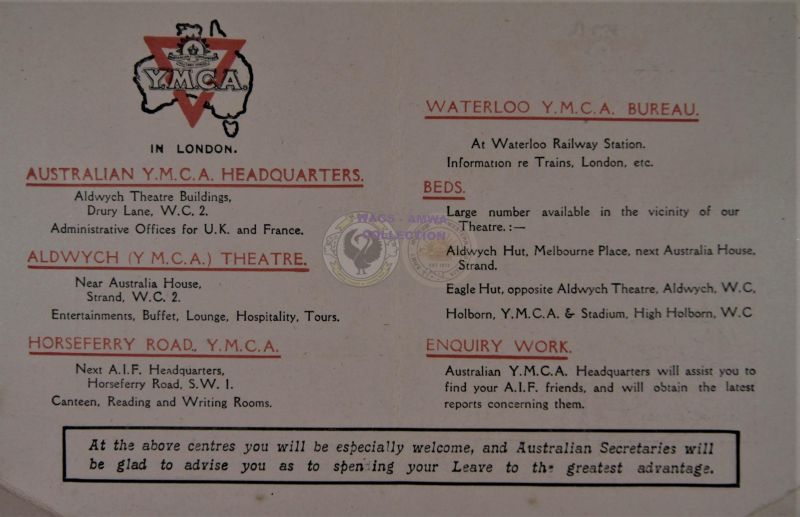 Y.M.C.A.
IN LONDON.
AUSTRALIAN Y.M.C.A. HEADQUARTERS.
Aldwych Theatre Buildings,
Drury Lane, W.C. 2.
Administrative Offices for U.K. and France.
ALDWYCH (Y M.C.A.) THEATRE.
Near Australia House,
Strand, W.C. 2.
Entertainments, Buffet, Lounge, Hospitality, Tours.
HORSEFERRY ROAD, Y.M.C.A.
Next A.I.F. Headquarters,
Horseferry Road, S.W. 1.
Canteen, Reading and Writing Rooms.
WATERLOO Y.M.C.A. BUREAU.
At Waterloo Railway Station.
Information re Trains, London, etc.
BEDS.
Large number available in the vicinity of our
Theatre. :—
Aldwych Hut, Melbourne Place, next Australia House,
Strand.
Eagle Hut, opposite Aldwych Theatre, Aldwych, W.C,
Holborn, Y.M.C.A. & Stadium, High Holborn, W.C
ENQUIRY WORK.
Australian Y.M.C.A. Headquarters will assist you to
find your A.I.F. friends, and will obtain the latest
reports concerning them.
At the above centres you will be especially welcome, and Australian Secretaries will
be glad to advise you as to spending your Leave to the greatest advantage.
WAGS - AMWA
COLLECTION